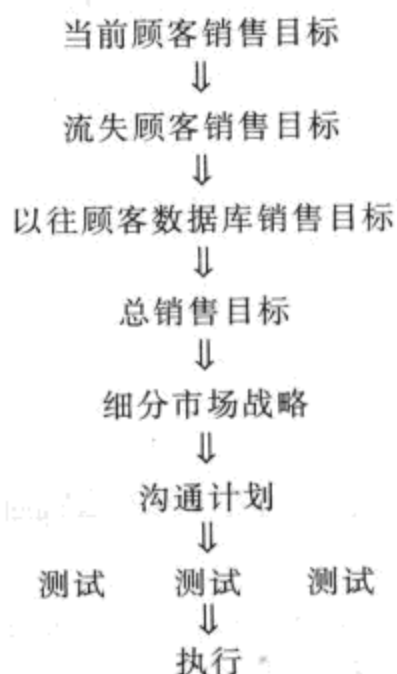 当前顾客销售目标
⇓
流失顾客销售目标
⇓
以往顾客数据库销售目标
⇓
总销售目标
⇓
细分市场战略
⇓
沟通计划
⇓
测试 测试 测试
⇓
执行